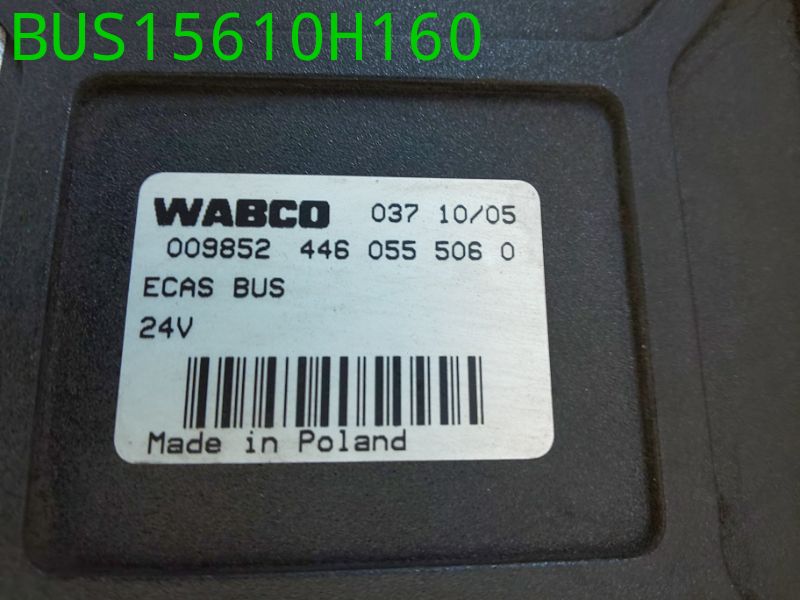 BUS15610H160
WABCO 037 10/05
009852 446 055 506 0
ECAS BUS
24V
Made in Poland